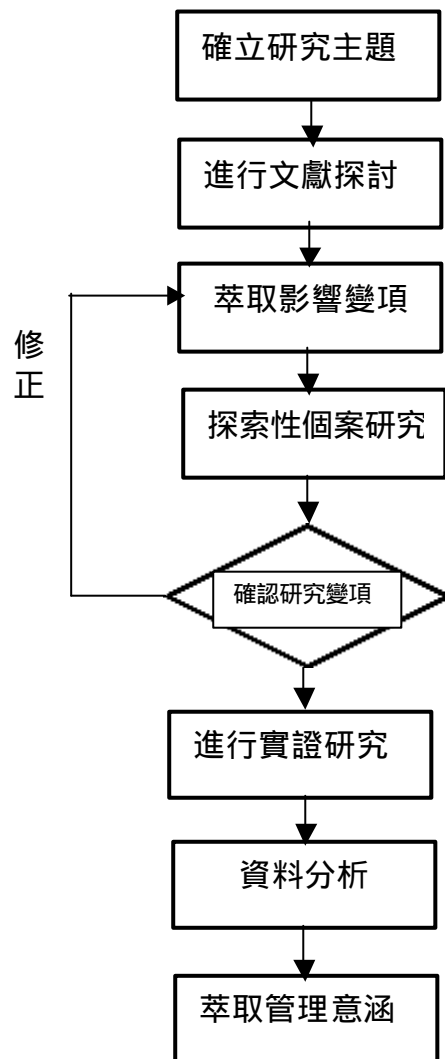 確立研究主題
進行文獻探討
萃取影響變項
修正
探索性個案研究
確認研究變項
進行實證研究
資料分析
萃取管理意涵